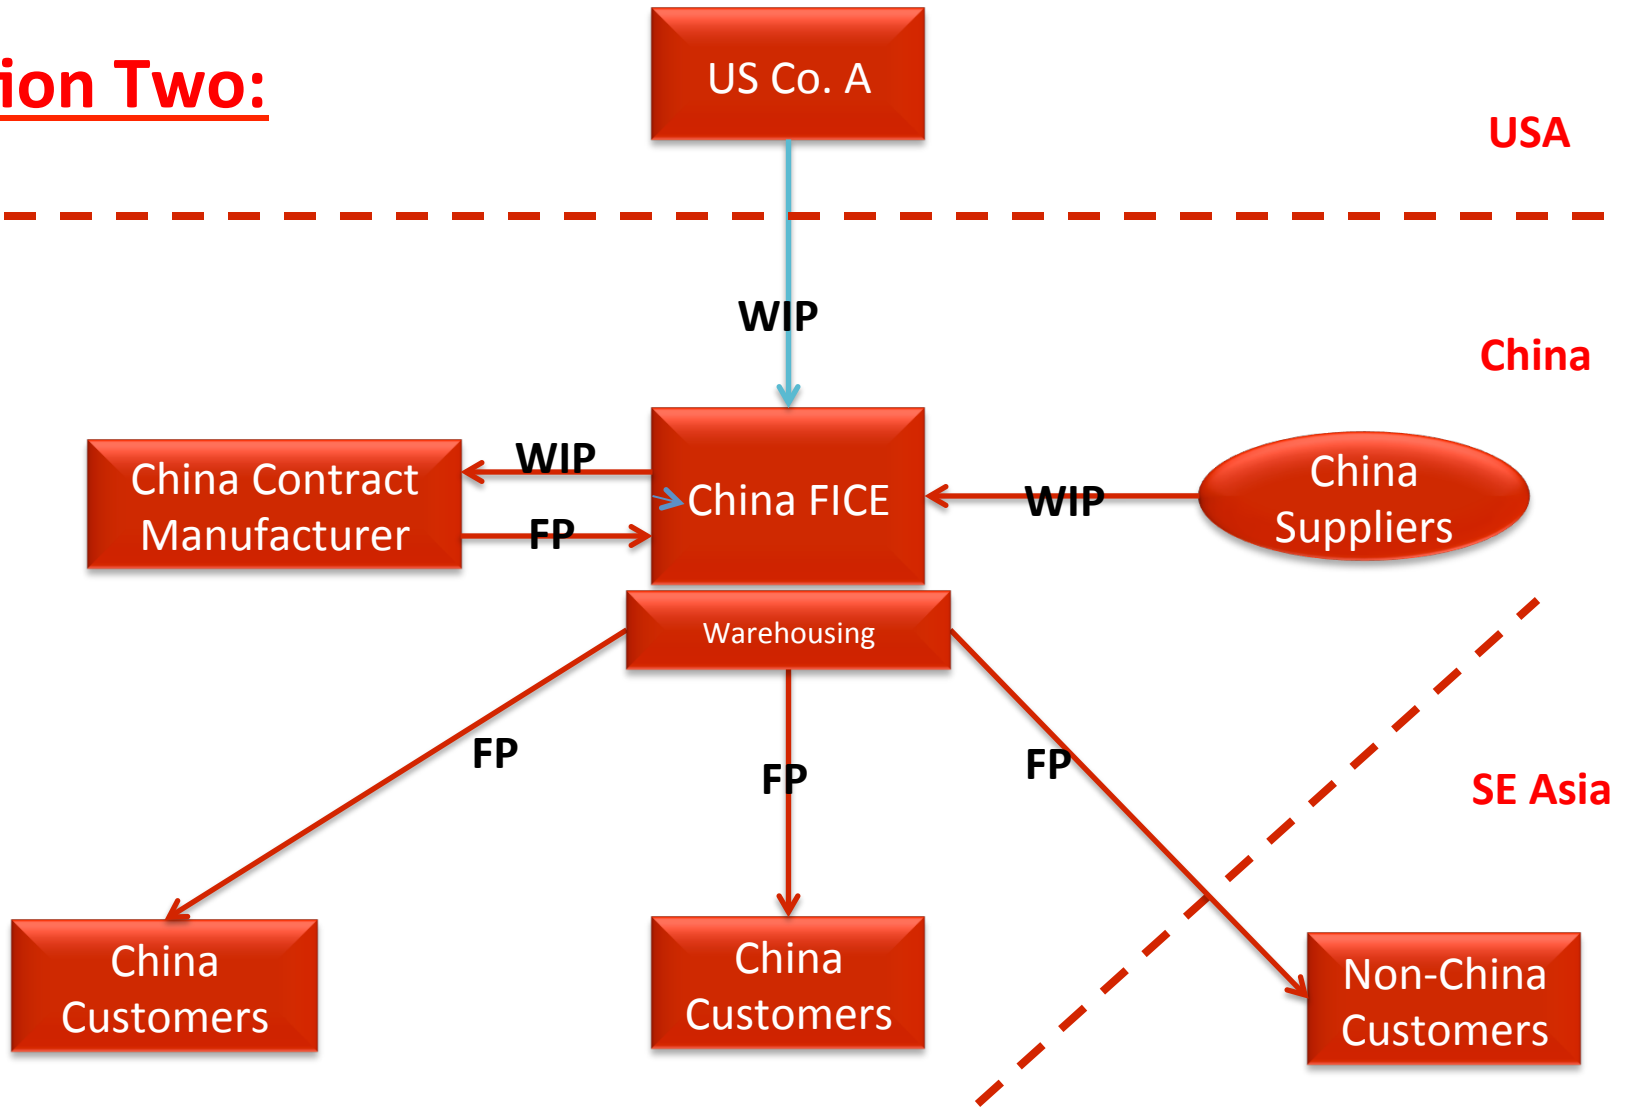 ion Two:
US Co. A
USA
WIP
China
China Contract
Manufacturer
WIP
FP
China FICE
WIP
China
Suppliers
Warehousing
FP
FP
FP
SE Asia
China
Customers
China
Customers
Non-China
Customers